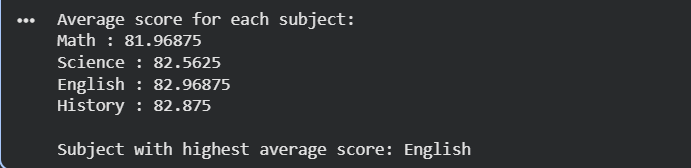 Average score for each subject:
Math : 81.96875
Science : 82.5625
English : 82.96875
History : 82.875
Subject with highest average score: English